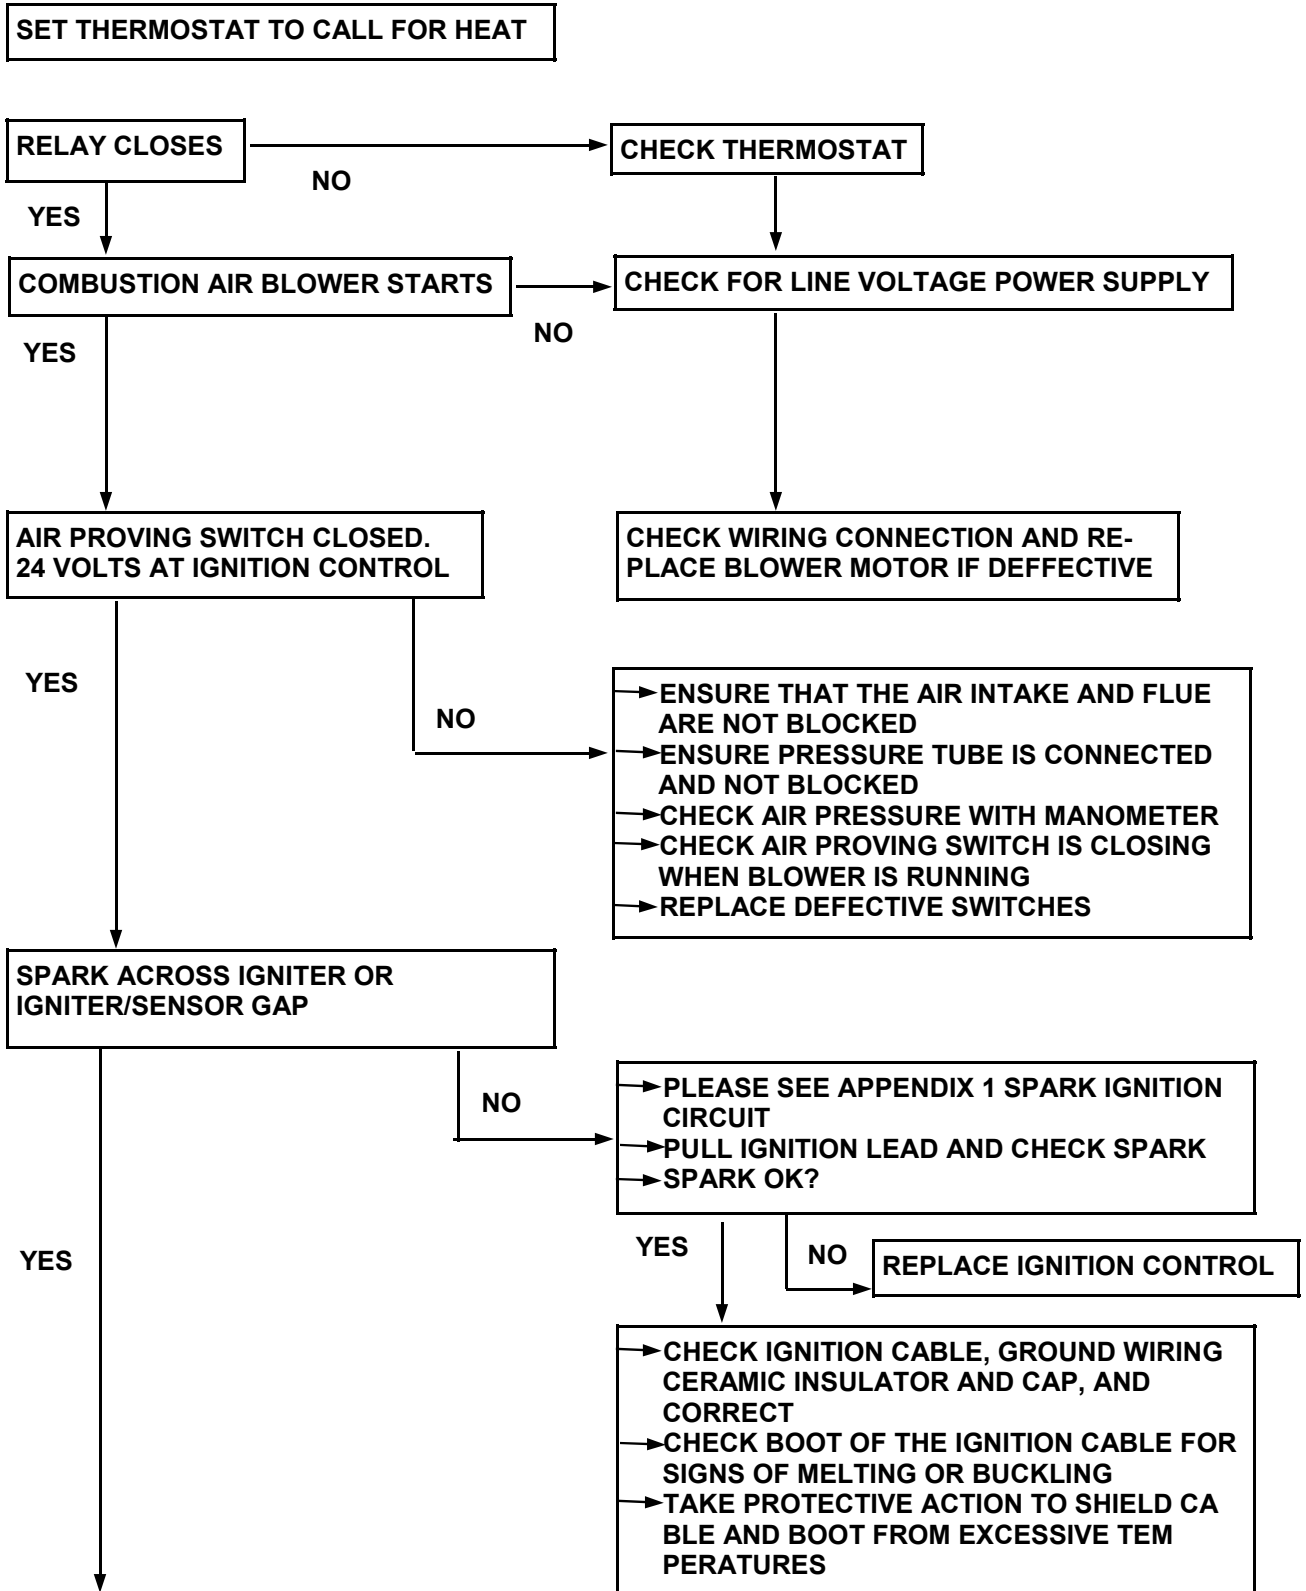 SET THERMOSTAT TO CALL FOR HEAT
RELAY CLOSES
NO
CHECK THERMOSTAT
YES
COMBUSTION AIR BLOWER STARTS
NO
CHECK FOR LINE VOLTAGE POWER SUPPLY
YES
AIR PROVING SWITCH CLOSED.
24 VOLTS AT IGNITION CONTROL
CHECK WIRING CONNECTION AND RE-
PLACE BLOWER MOTOR IF DEFFECTIVE
YES
NO
ENSURE THAT THE AIR INTAKE AND FLUE
ARE NOT BLOCKED
ENSURE PRESSURE TUBE IS CONNECTED
AND NOT BLOCKED
CHECK AIR PRESSURE WITH MANOMETER
CHECK AIR PROVING SWITCH IS CLOSING
WHEN BLOWER IS RUNNING
REPLACE DEFECTIVE SWITCHES
SPARK ACROSS IGNITER OR
IGNITER/SENSOR GAP
NO
PLEASE SEE APPENDIX 1 SPARK IGNITION
CIRCUIT
PULL IGNITION LEAD AND CHECK SPARK
SPARK OK?
YES
YES
NO
REPLACE IGNITION CONTROL
CHECK IGNITION CABLE, GROUND WIRING
CERAMIC INSULATOR AND CAP, AND
CORRECT
CHECK BOOT OF THE IGNITION CABLE FOR
SIGNS OF MELTING OR BUCKLING
TAKE PROTECTIVE ACTION TO SHIELD CA
BLE AND BOOT FROM EXCESSIVE TEM
PERATURES